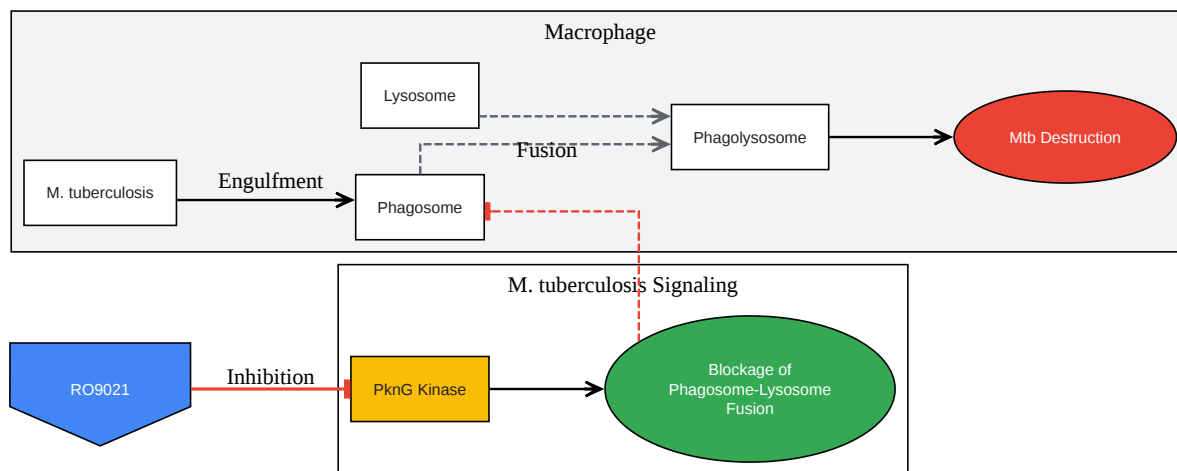 Macrophage
Lysosome
Phagolysosome
Mtb Destruction
Fusion
M. tuberculosis
Engulfment
Phagosome
M. tuberculosis Signaling
RO9021
Inhibition
PknG Kinase
Blockage of
Phagosome-Lysosome
Fusion